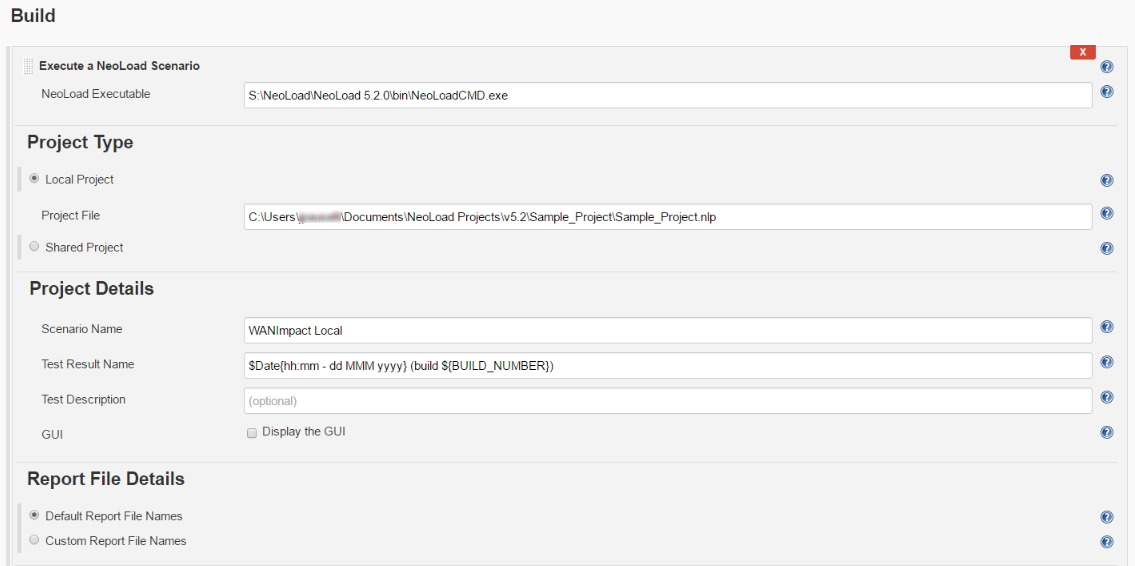 Build
X
Execute a NeoLoad Scenario
NeoLoad Executable S:\NeoLoad\NeoLoad 5.2.0\bin\NeoLoadCMD.exe
Project Type
Local Project
Project File C:\Users\ \Documents\NeoLoad Projects\v5.2\Sample_Project\Sample_Project.nlp
Shared Project
Project Details
Scenario Name WANImpact Local
Test Result Name $Date{hh:mm - dd MMM yyyy} (build ${BUILD_NUMBER})
Test Description (optional)
GUI Display the GUI
Report File Details
Default Report File Names
Custom Report File Names